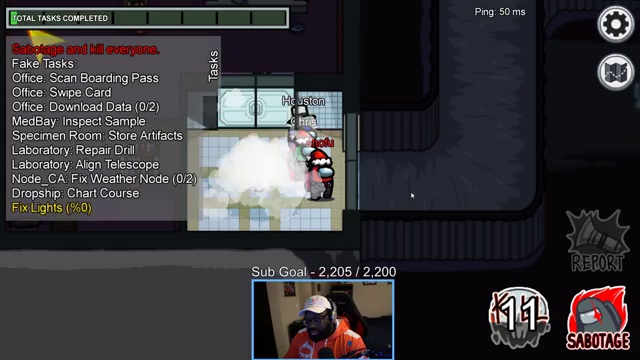 TOTAL TASKS COMPLETED
Ping: 50 ms
Sabotage and kill everyone.
Fake Tasks:
Office: Scan Boarding Pass
Office: Swipe Card
Office: Download Data (0/2)
MedBay: Inspect Sample
Specimen Room: Store Artifacts
Laboratory: Repair Drill
Laboratory: Align Telescope
Node_CA: Fix Weather Node (0/2)
Dropship: Chart Course
Fix Lights (%0)
Tasks
Houston
Chris
REPORT
Sub Goal - 2,205 / 2,200
11
SABOTAGE